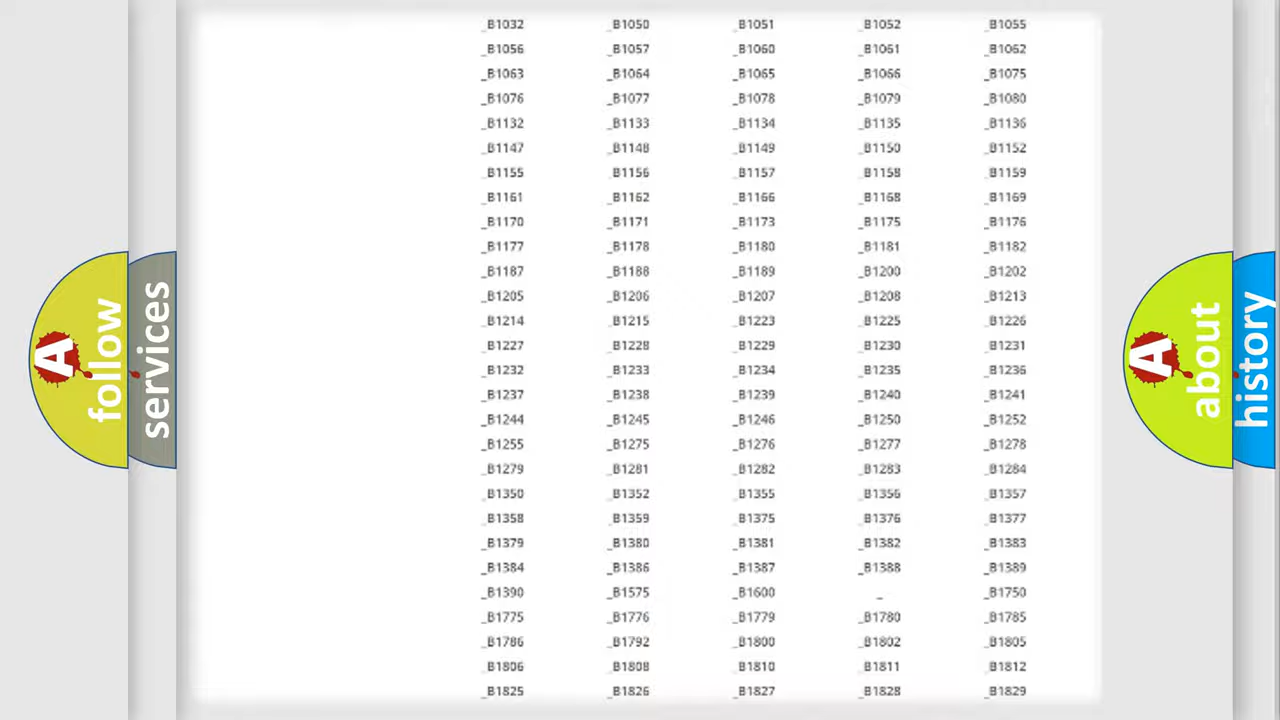 _B1032 _B1050 _B1051 _B1052 _B1055
_B1056 _B1057 _B1060 _B1061 _B1062
_B1063 _B1064 _B1065 _B1066 _B1075
_B1076 _B1077 _B1078 _B1079 _B1080
_B1132 _B1133 _B1134 _B1135 _B1136
_B1147 _B1148 _B1149 _B1150 _B1152
_B1155 _B1156 _B1157 _B1158 _B1159
_B1161 _B1162 _B1166 _B1168 _B1169
_B1170 _B1171 _B1173 _B1175 _B1176
_B1177 _B1178 _B1180 _B1181 _B1182
_B1187 _B1188 _B1189 _B1200 _B1202
_B1205 _B1206 _B1207 _B1208 _B1213
_B1214 _B1215 _B1223 _B1225 _B1226
_B1227 _B1228 _B1229 _B1230 _B1231
_B1232 _B1233 _B1234 _B1235 _B1236
_B1237 _B1238 _B1239 _B1240 _B1241
_B1244 _B1245 _B1246 _B1250 _B1252
_B1255 _B1275 _B1276 _B1277 _B1278
_B1279 _B1281 _B1282 _B1283 _B1284
_B1350 _B1352 _B1355 _B1356 _B1357
_B1358 _B1359 _B1375 _B1376 _B1377
_B1379 _B1380 _B1381 _B1382 _B1383
_B1384 _B1386 _B1387 _B1388 _B1389
_B1390 _B1575 _B1600 _ _B1750
_B1775 _B1776 _B1779 _B1780 _B1785
_B1786 _B1792 _B1800 _B1802 _B1805
_B1806 _B1808 _B1810 _B1811 _B1812
_B1825 _B1826 _B1827 _B1828 _B1829
A
follow
services
A
about
history